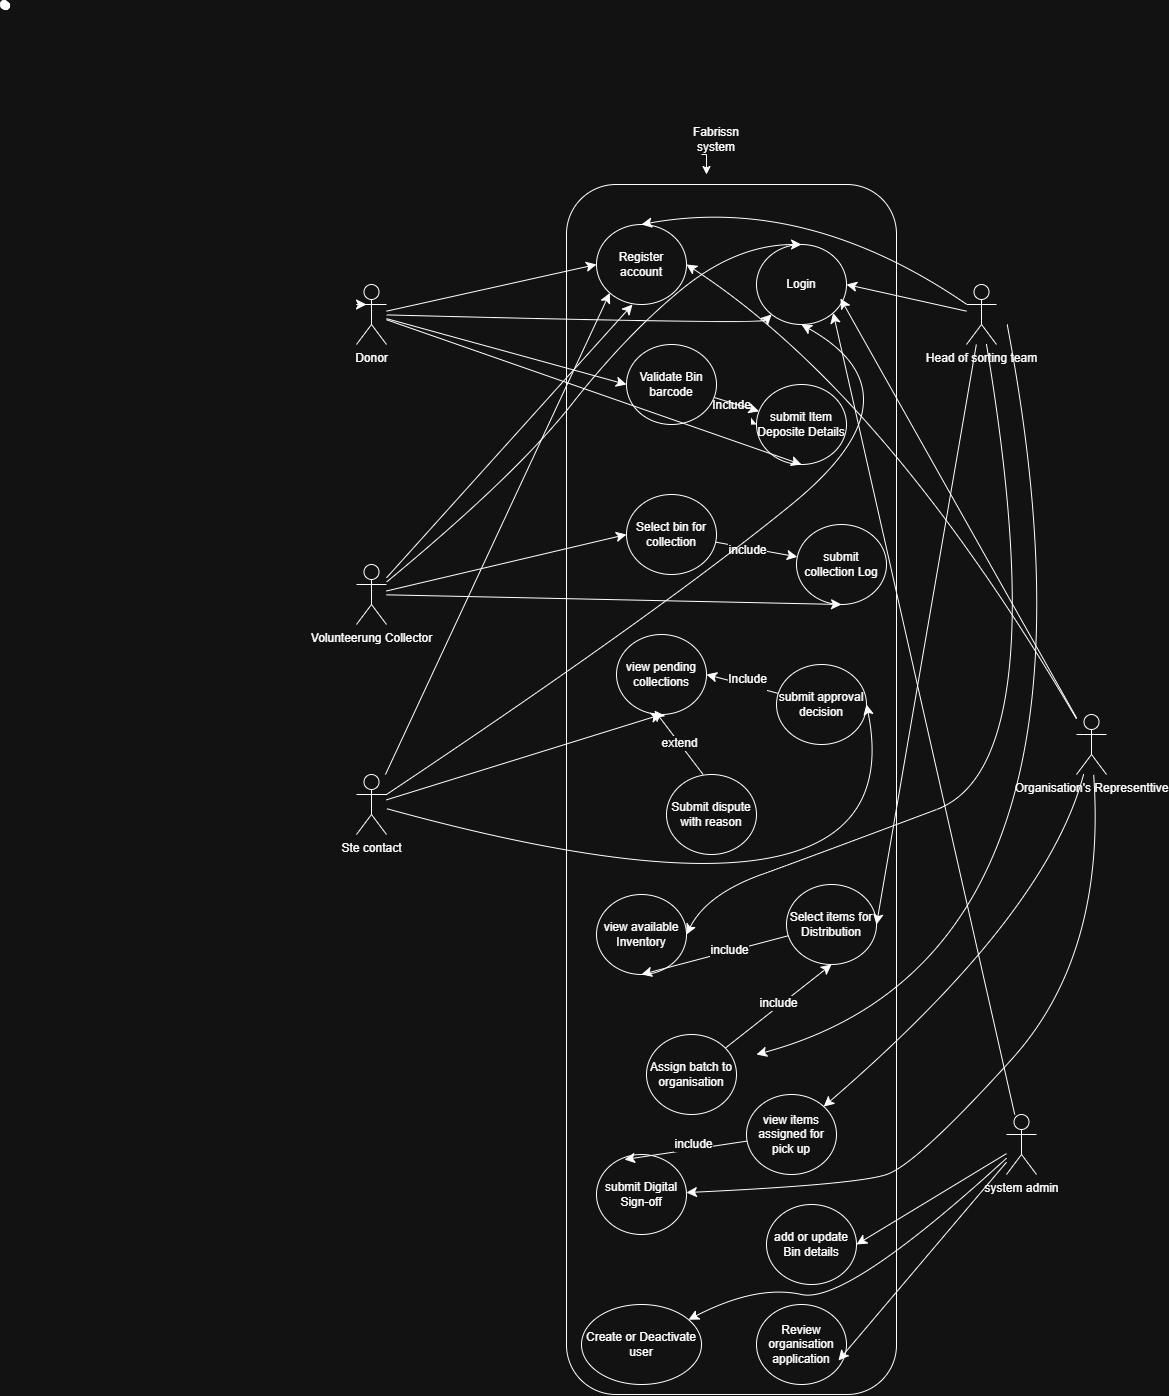 Fabrissn
system
Register
account
Login
Donor
Head of sorting team
Validate Bin
barcode
Include
submit Item
Deposite Details
Select bin for
collection
include
submit
collection Log
Volunteerung Collector
view pending
collections
Include
submit approval
decision
extend
Submit dispute
with reason
Organisation's Representtive
Ste contact
view available
Inventory
include
Select items for
Distribution
include
Assign batch to
organisation
view items
assigned for
pick up
include
submit Digital
Sign-off
system admin
add or update
Bin details
Create or Deactivate
user
Review
organisation
application